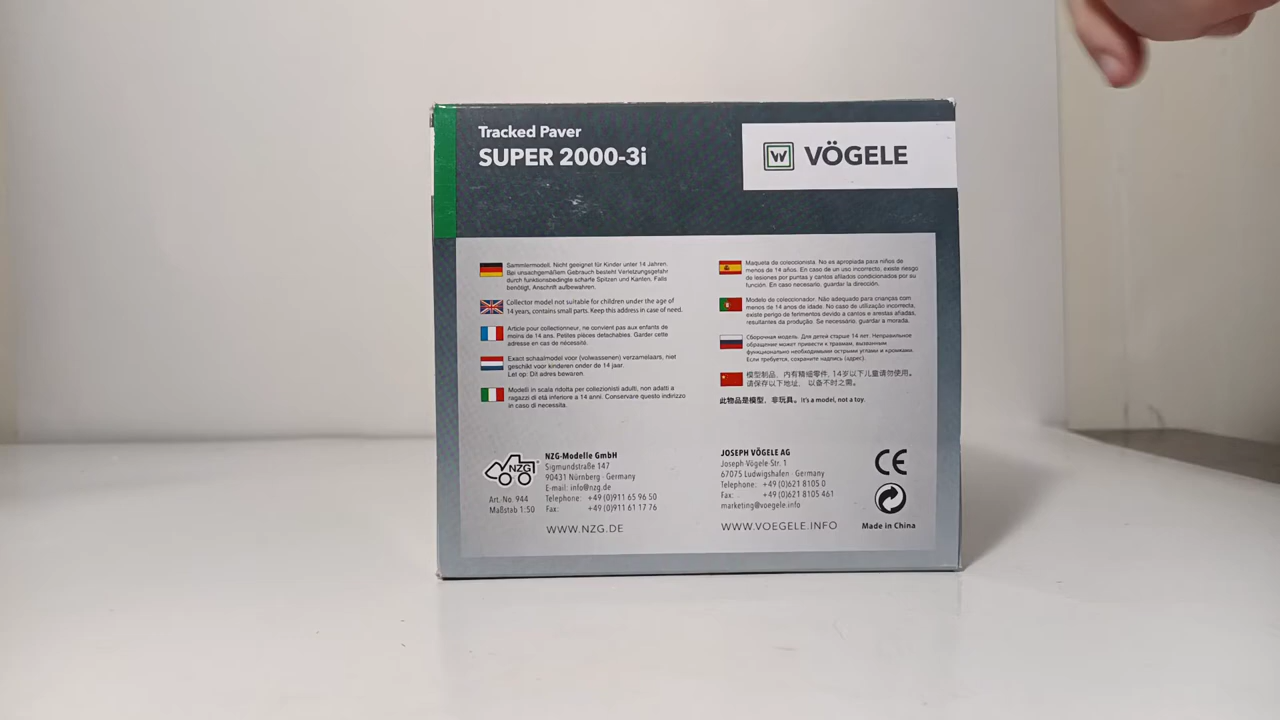 Tracked Paver
SUPER 2000-3i
VÖGELE
Sammlermodell. Nicht geeignet für Kinder unter 14 Jahren.
Bei unsachgemäßem Gebrauch besteht Verletzungsgefahr
durch funktionsbedingte scharfe Spitzen und Kanten. Falls
benötigt, Anschrift aufbewahren.
Collector model not suitable for children under the age of
14 years, contains small parts. Keep this address in case of need.
Article pour collectionneur, ne convient pas aux enfants de
moins de 14 ans. Petites pièces detachables. Garder cette
adresse en cas de nécessité.
Exact schaalmodel voor (volwassenen) verzamelaars, niet
geschikt voor kinderen onder de 14 jaar.
Let op: Dit adres bewaren.
Modelli in scala ridotta per collezionisti adulti, non adatti a
ragazzi di età inferiore a 14 anni. Conservare questo indirizzo
in caso di necessità.
Maqueta de coleccionista. No es apropiada para niños de
menos de 14 años. En caso de un uso incorrecto, existe riesgo
de lesiones por puntas y cantos afilados condicionados por su
función. En caso necesario, guardar la dirección.
Modelo de coleccionador. Não adequado para crianças com
menos de 14 anos de idade. No caso de utilização incorrecta,
existe perigo de ferimentos devido a cantos e arestas afiadas,
resultantes da produção. Se necessário, guardar a morada.
Сборочная модель. Для детей старше 14 лет. Неправильное
обращение может привести к травмам, вызванным
функционально необходимыми острыми углами и кромками.
Если требуется, сохраните надпись (адрес).
模型制品，内有精细零件，14岁以下儿童请勿使用。
请保存以下地址，以备不时之需。
此物品是模型，非玩具。It's a model, not a toy.
NZG
Art.-No. 944
Maßstab 1:50
NZG-Modelle GmbH
Sigmundstraße 147
90431 Nürnberg · Germany
E-mail: info@nzg.de
Telephone: +49 (0)911 65 96 50
Fax: +49 (0)911 61 17 76
WWW.NZG.DE
JOSEPH VÖGELE AG
Joseph-Vögele-Str. 1
67075 Ludwigshafen · Germany
Telephone: +49 (0)621 8105 0
Fax: +49 (0)621 8105 461
marketing@voegele.info
WWW.VOEGELE.INFO
CE
Made in China